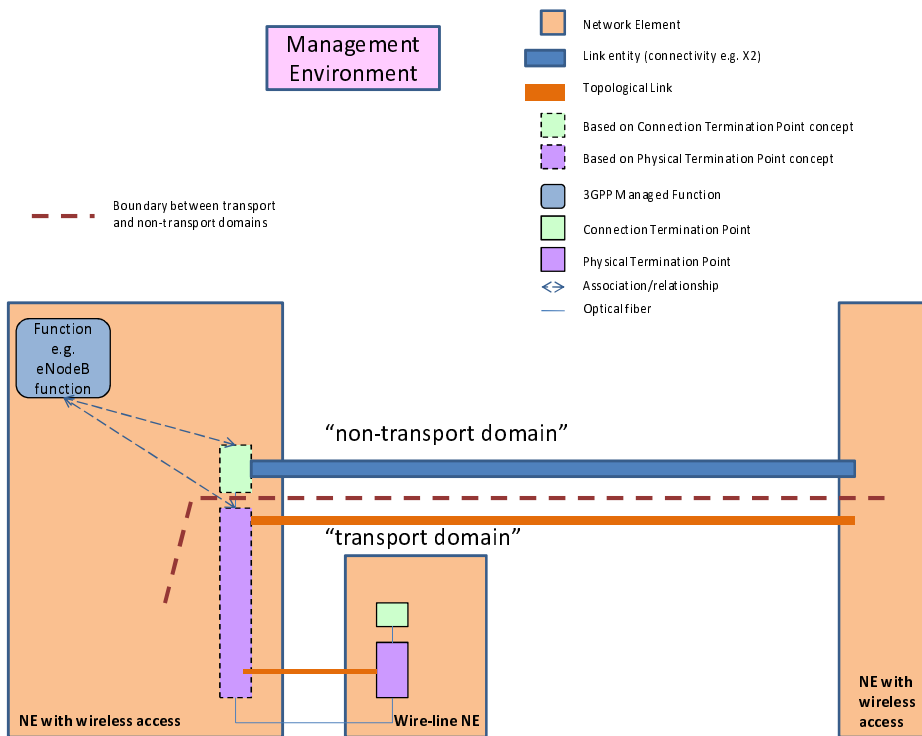 Management
Environment
Network Element
Link entity (connectivity e.g. X2)
Topological Link
Based on Connection Termination Point concept
Based on Physical Termination Point concept
3GPP Managed Function
Connection Termination Point
Physical Termination Point
Association/relationship
Optical fiber
Boundary between transport
and non-transport domains
Function
e.g.
eNodeB
function
“non-transport domain”
“transport domain”
NE with wireless access
Wire-line NE
NE with
wireless
access